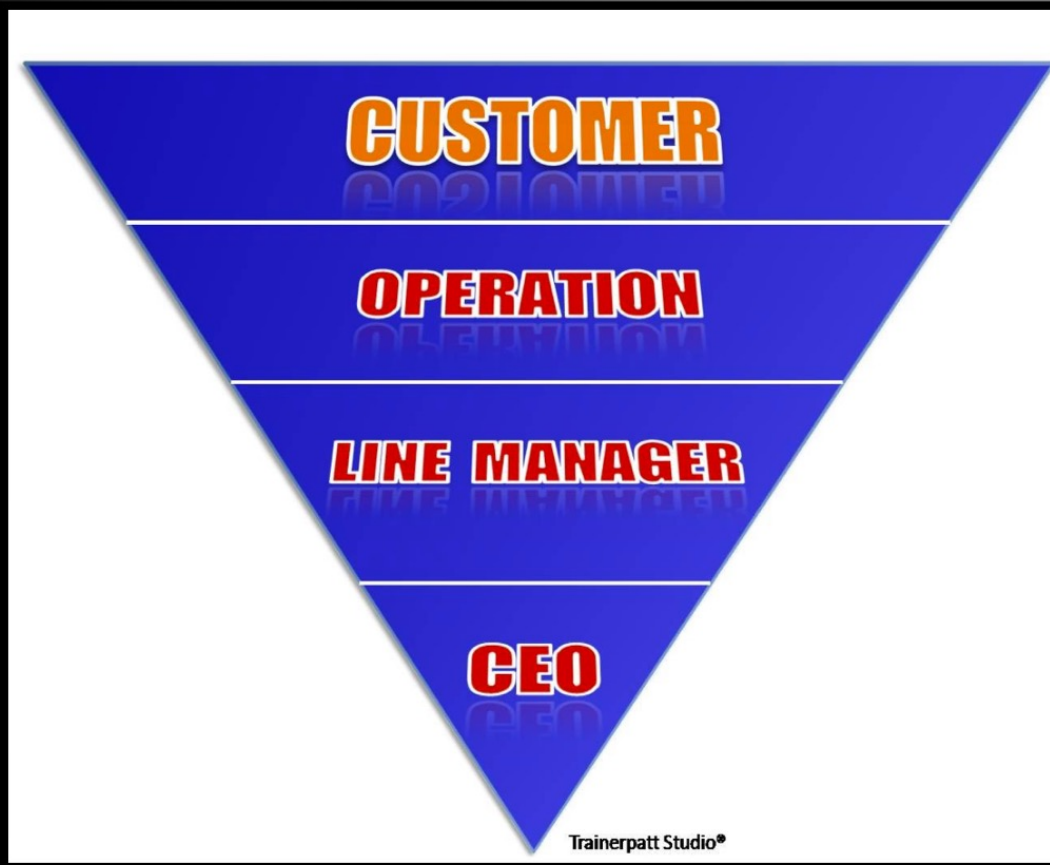 CUSTOMER
OPERATION
LINE MANAGER
CEO
Trainerpatt Studio®